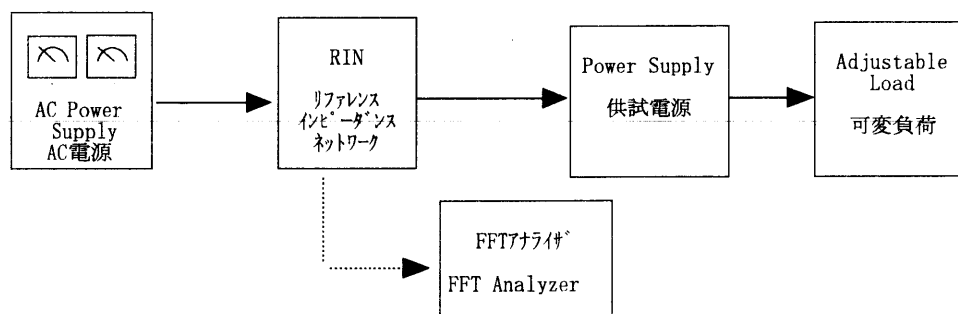 AC Power
Supply
AC電源
RIN
リファレンス
インピーダンス
ネットワーク
Power Supply
供試電源
Adjustable
Load
可変負荷
FFTアナライザ
FFT Analyzer